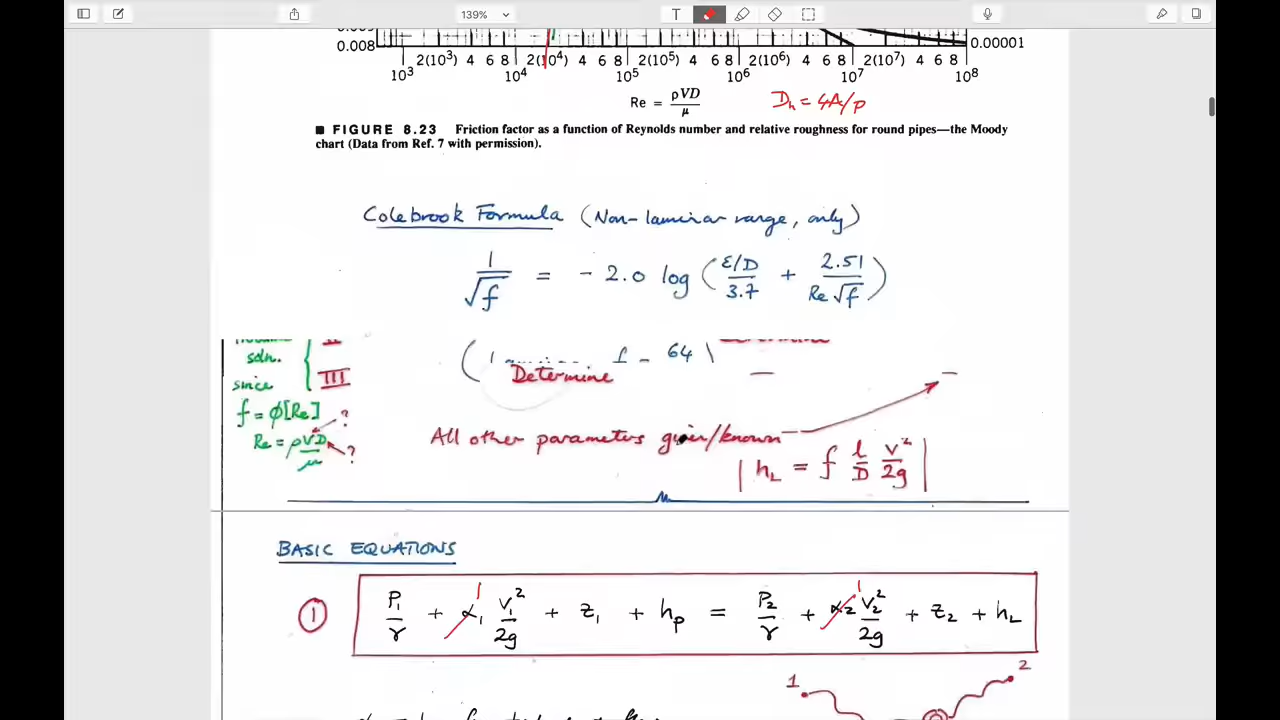 139%
T
0.008
0.00001
10³ 2(10³) 4 6 8 10⁴ 2(10⁴) 4 6 8 10⁵ 2(10⁵) 4 6 8 10⁶ 2(10⁶) 4 6 8 10⁷ 2(10⁷) 4 6 8 10⁸
Re = ρVD/μ
Dh = 4A/p
■ FIGURE 8.23 Friction factor as a function of Reynolds number and relative roughness for round pipes—the Moody
chart (Data from Ref. 7 with permission).
Colebrook Formula (Non-laminar range, only)
1/√f = - 2.0 log ( ε/D / 3.7 + 2.51 / Re √f )
soln. II
since III
f = φ[Re]
Re = ρVD/μ ? ?
( f = 64 )
Determine
All other parameters given/known
| hL = f l/D V²/2g |
BASIC EQUATIONS
① P₁/γ + α₁ 1 V₁²/2g + z₁ + hp = P₂/γ + α₂ 1 V₂²/2g + z₂ + hL
1 2